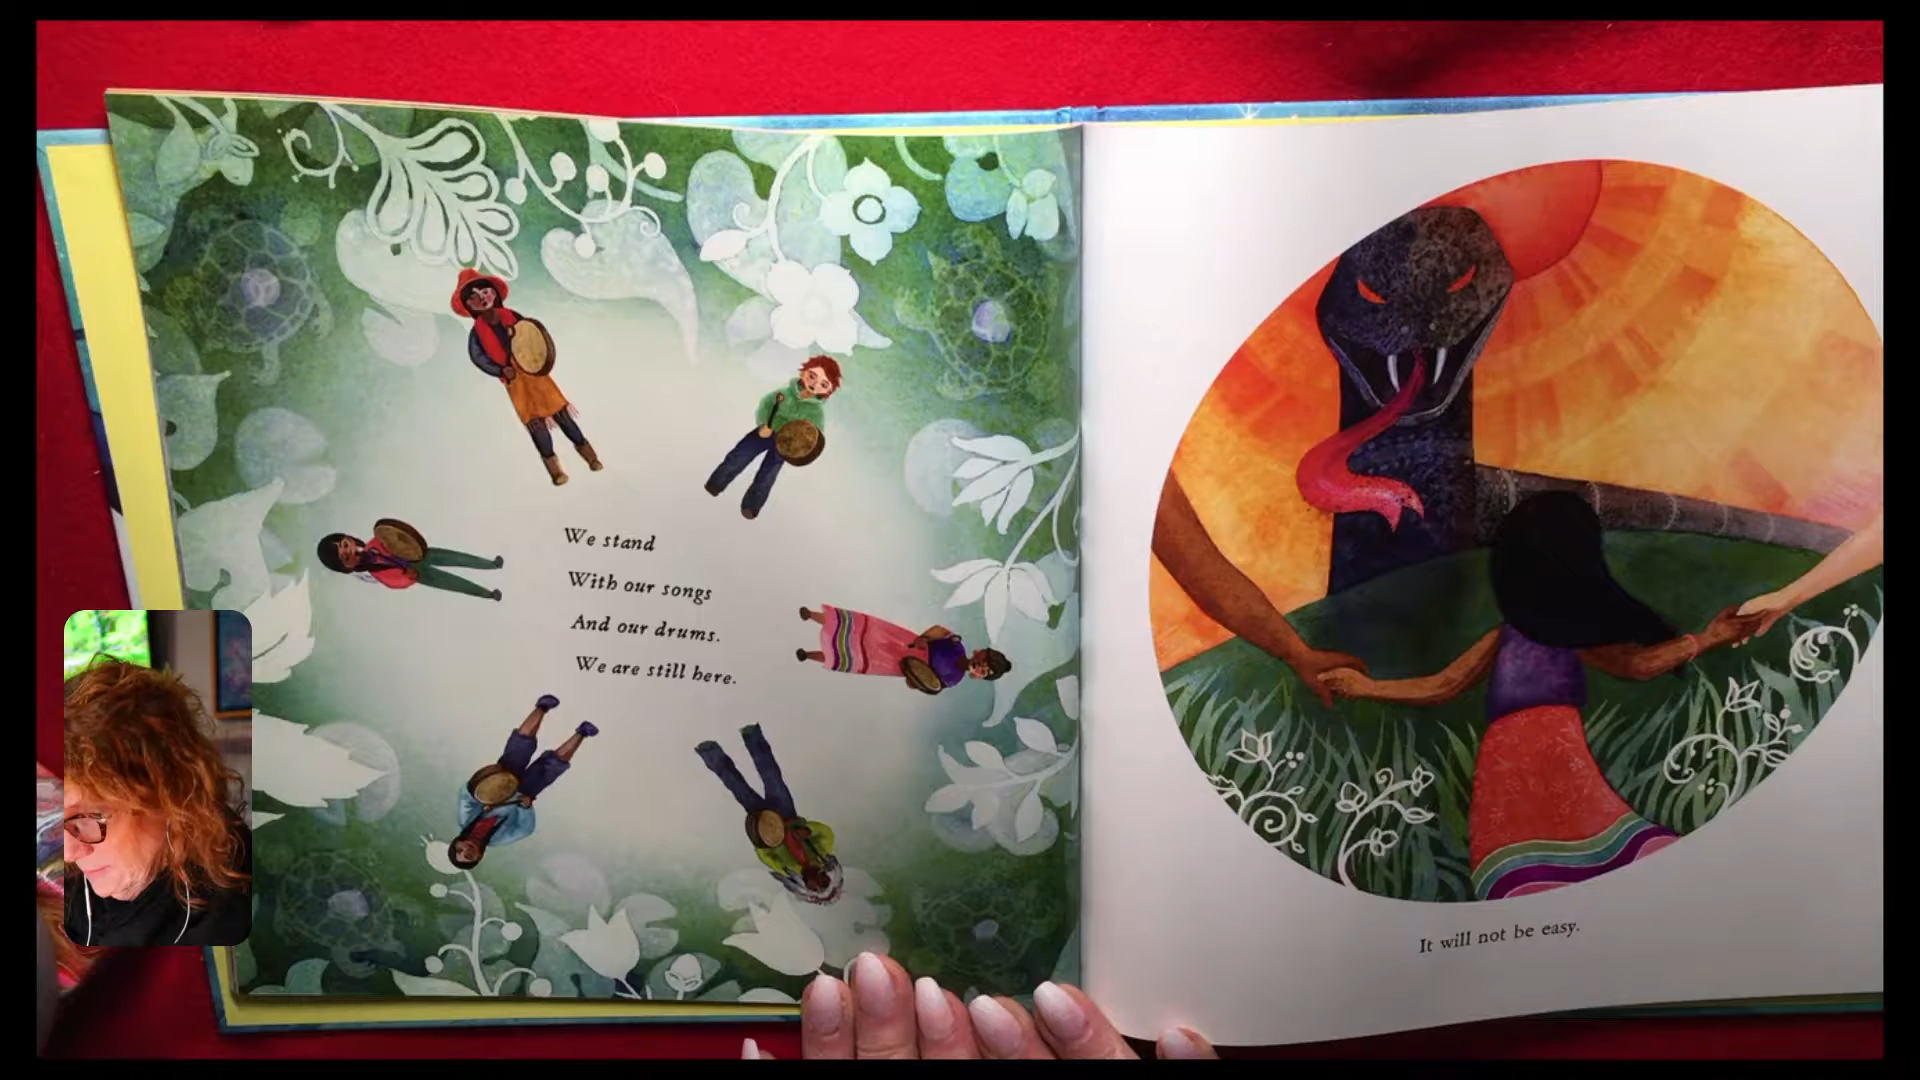 We stand
With our songs
And our drums.
We are still here.
It will not be easy.